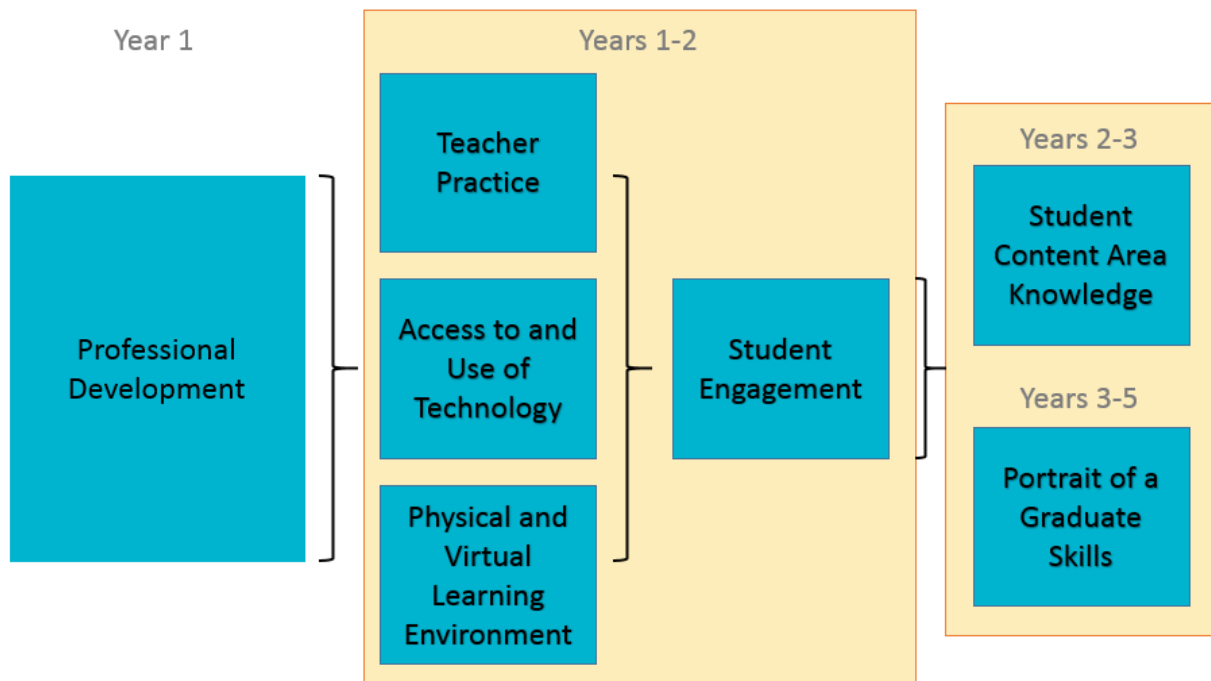 Year 1
Professional
Development
Years 1-2
Teacher
Practice
Access to and
Use of
Technology
Physical and
Virtual
Learning
Environment
Student
Engagement
Years 2-3
Student
Content Area
Knowledge
Years 3-5
Portrait of a
Graduate
Skills